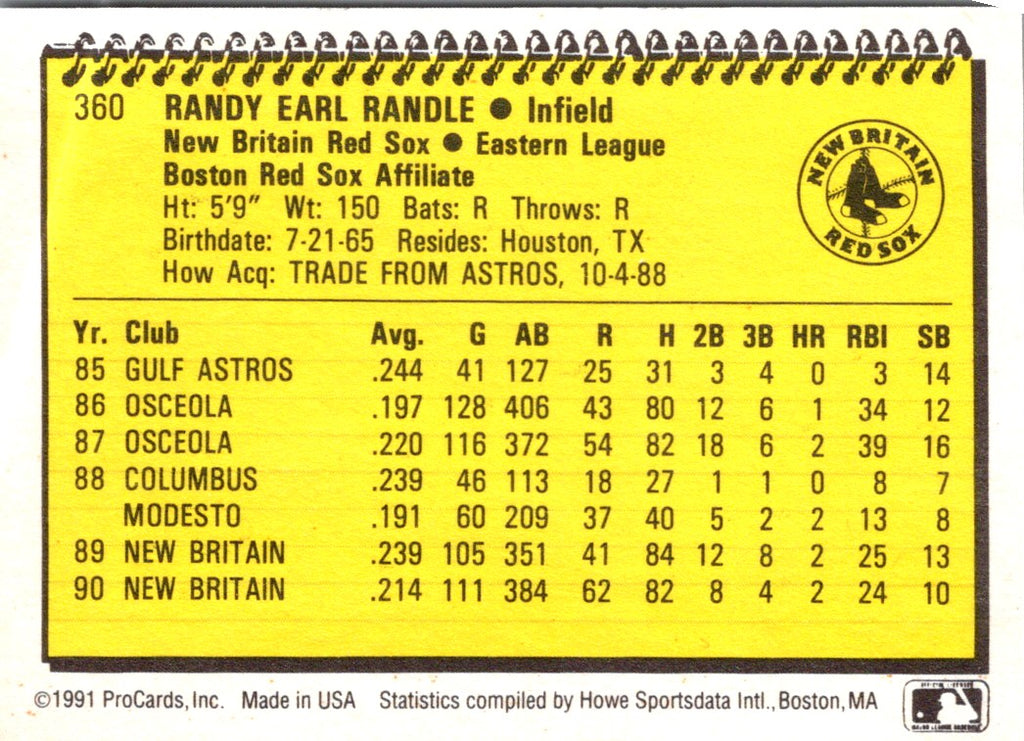 360 RANDY EARL RANDLE ● Infield
New Britain Red Sox ● Eastern League
Boston Red Sox Affiliate
Ht: 5'9" Wt: 150 Bats: R Throws: R
Birthdate: 7-21-65 Resides: Houston, TX
How Acq: TRADE FROM ASTROS, 10-4-88
NEW BRITAIN
RED SOX
Yr. Club Avg. G AB R H 2B 3B HR RBI SB
85 GULF ASTROS .244 41 127 25 31 3 4 0 3 14
86 OSCEOLA .197 128 406 43 80 12 6 1 34 12
87 OSCEOLA .220 116 372 54 82 18 6 2 39 16
88 COLUMBUS .239 46 113 18 27 1 1 0 8 7
MODESTO .191 60 209 37 40 5 2 2 13 8
89 NEW BRITAIN .239 105 351 41 84 12 8 2 25 13
90 NEW BRITAIN .214 111 384 62 82 8 4 2 24 10
©1991 ProCards, Inc. Made in USA Statistics compiled by Howe Sportsdata Intl., Boston, MA